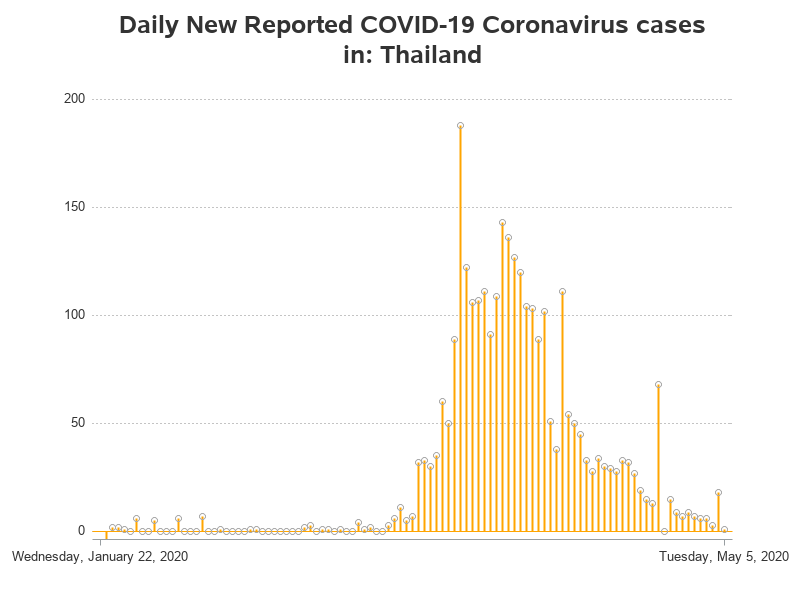 Daily New Reported COVID-19 Coronavirus cases
in: Thailand
200
150
100
50
0
Wednesday, January 22, 2020
Tuesday, May 5, 2020